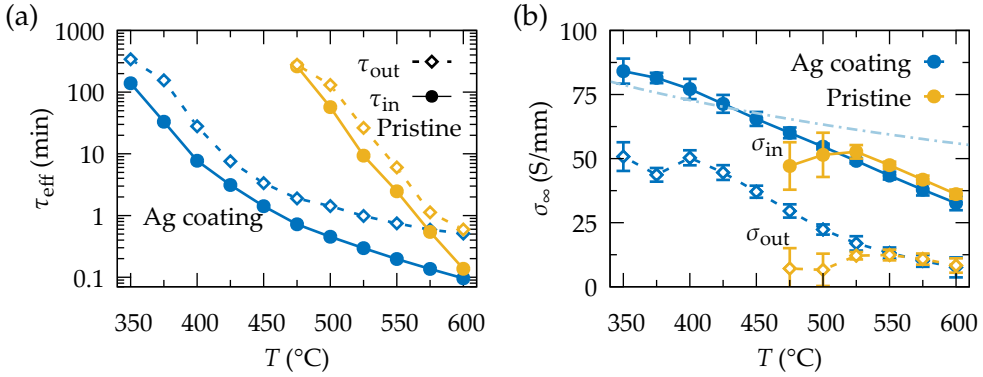 (a)
1000
100
10
1
0.1
τeff (min)
τout
τin
Pristine
Ag coating
350 400 450 500 550 600
T (°C)
(b)
100
75
50
25
0
σ∞ (S/mm)
Ag coating
Pristine
σin
σout
350 400 450 500 550 600
T (°C)